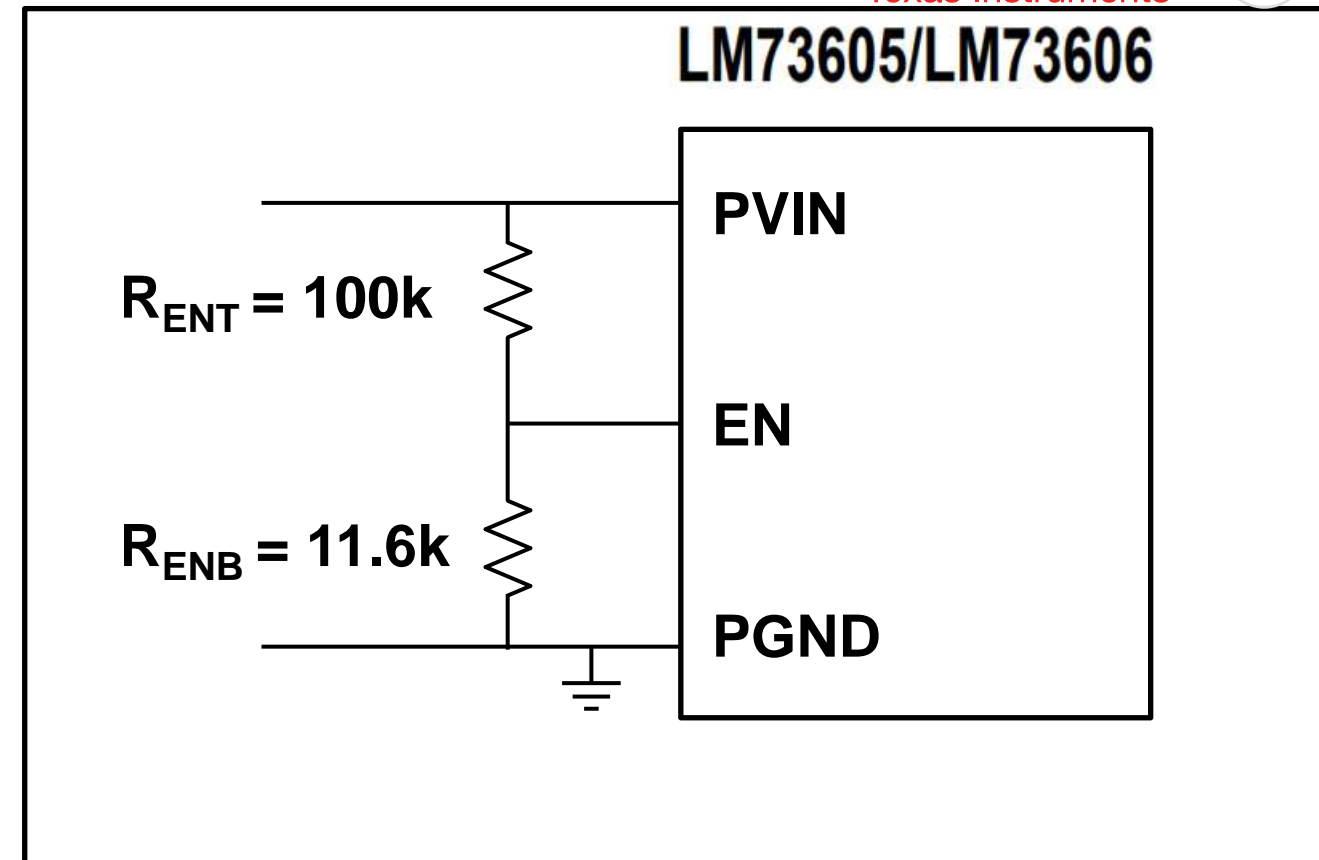 LM73605/LM73606
PVIN
R_ENT = 100k
EN
R_ENB = 11.6k
PGND